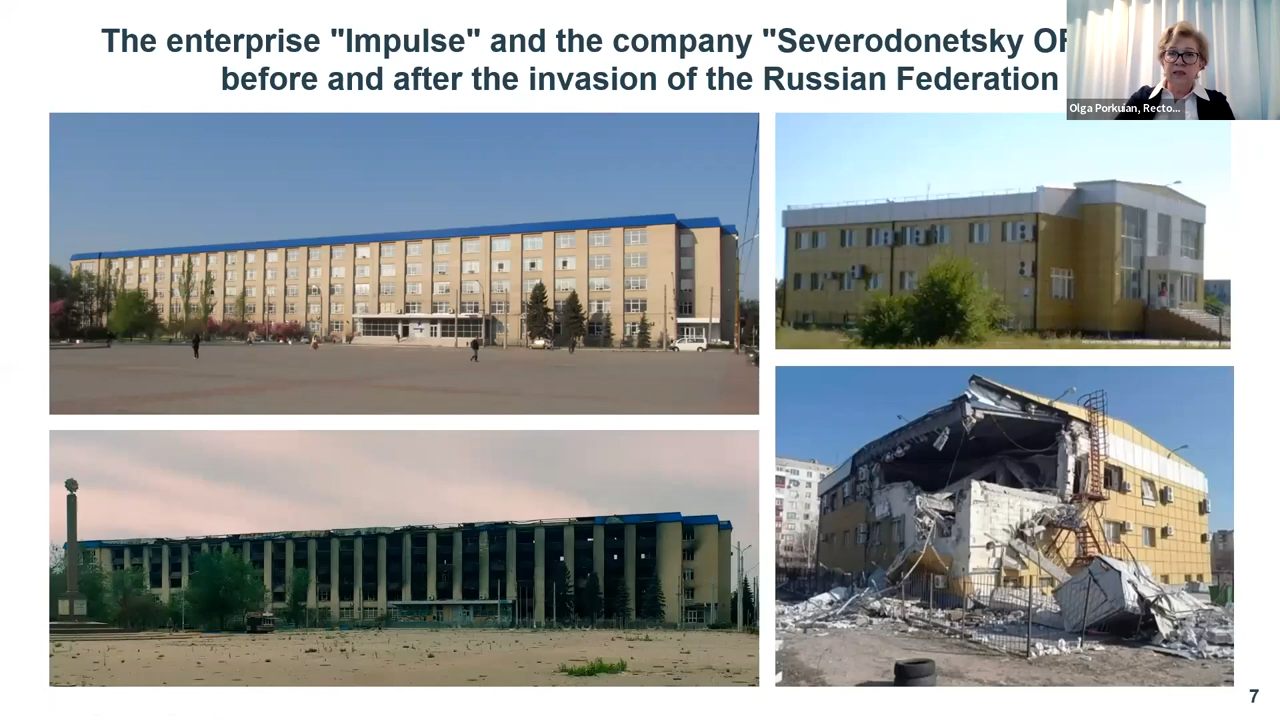 The enterprise "Impulse" and the company "Severodonetsky
before and after the invasion of the Russian Federation
Olga Porkuian, Recto...
7